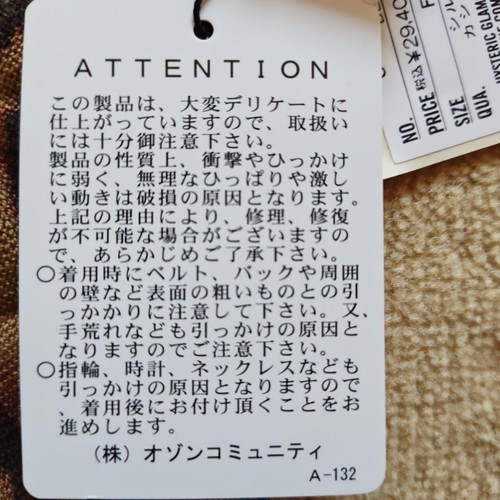 ATTENTION
この製品は、大変デリケートに
仕上がっていますので、取扱い
には十分御注意下さい。
製品の性質上、衝撃やひっかけ
に弱く、無理なひっぱりや激し
い動きは破損の原因となります。
上記の理由により、修理、修復
が不可能な場合がございますの
で、あらかじめご了承下さい。
○着用時にベルト、バックや周囲
の壁など表面の粗いものとの引
っかかりに注意して下さい。又、
手荒れなども引っかけの原因と
なりますのでご注意下さい。
○指輪、時計、ネックレスなども
引っかけの原因となりますので
、着用後にお付け頂くことをお
進めします。
（株）オゾンコミュニティ
A-132
NO.
PRICE 税込 ¥29,40
SIZE F
QUA.
HYSTERIC GLAM